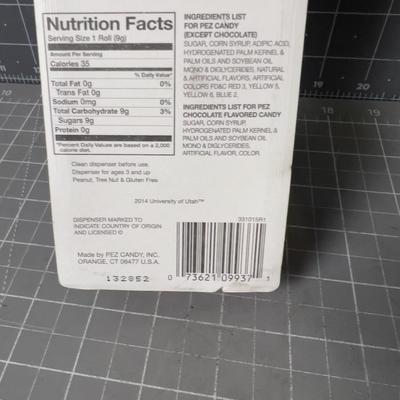 Nutrition Facts
Serving Size 1 Roll (9g)
Amount Per Serving
Calories 35
% Daily Value*
Total Fat 0g 0%
Trans Fat 0g
Sodium 0mg 0%
Total Carbohydrate 9g 3%
Sugars 9g
Protein 0g
*Percent Daily Values are based on a 2,000
calorie diet.
INGREDIENTS LIST
FOR PEZ CANDY
(EXCEPT CHOCOLATE)
SUGAR, CORN SYRUP, ADIPIC ACID,
HYDROGENATED PALM KERNEL &
PALM OILS AND SOYBEAN OIL
MONO & DIGLYCERIDES, NATURAL &
ARTIFICIAL FLAVORS, ARTIFICIAL
COLORS FD&C RED 3, YELLOW 5,
YELLOW 6, BLUE 2.
INGREDIENTS LIST FOR PEZ
CHOCOLATE FLAVORED CANDY
SUGAR, CORN SYRUP,
HYDROGENATED PALM KERNEL &
PALM OILS AND SOYBEAN OIL
MONO & DIGLYCERIDES,
ARTIFICIAL FLAVOR, COLOR.
Clean dispenser before use.
Dispenser for ages 3 and up
Peanut, Tree Nut & Gluten Free
2014 University of Utah™
DISPENSER MARKED TO
INDICATE COUNTRY OF ORIGIN
AND LICENSED ©
331015R1
Made by PEZ CANDY, INC.
ORANGE, CT 06477 U.S.A.
132852
0 73621 09937 3
17
18
19
20